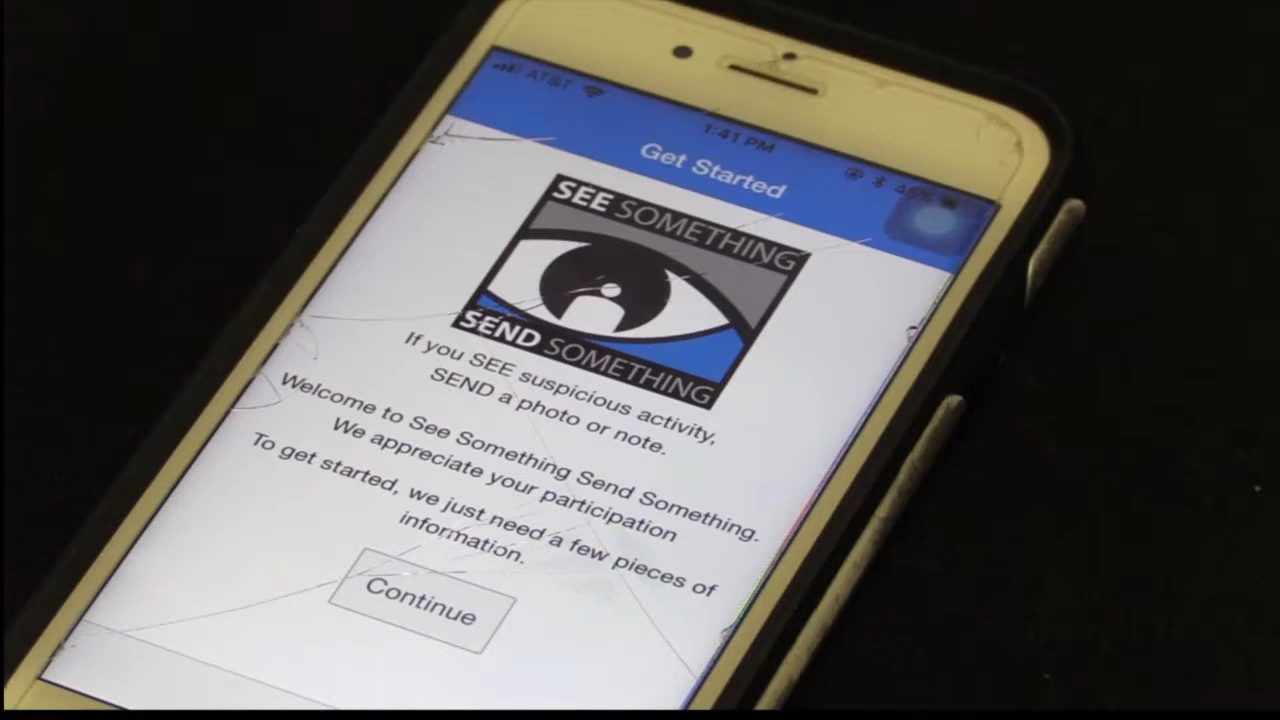 AT&T
1:41 PM
Get Started
SEE SOMETHING
SEND SOMETHING
If you SEE suspicious activity,
SEND a photo or note.
Welcome to See Something Send Something.
We appreciate your participation
To get started, we just need a few pieces of
information.
Continue